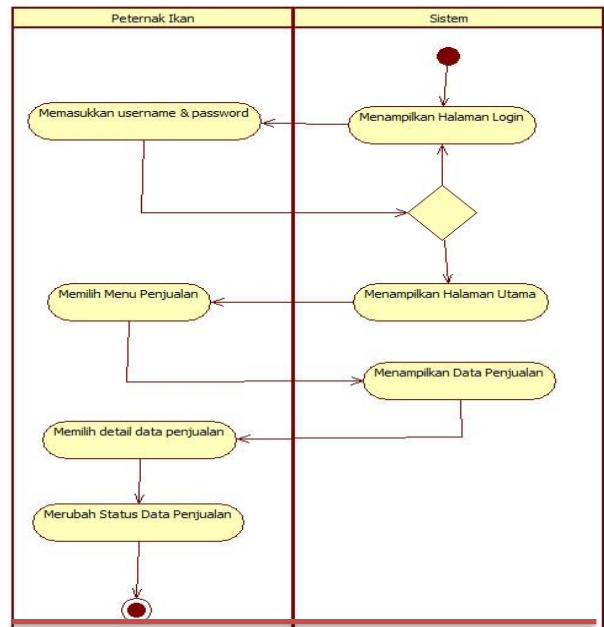 Peternak Ikan
Sistem
Menampilkan Halaman Login
Memasukkan username & password
Menampilkan Halaman Utama
Memilih Menu Penjualan
Menampilkan Data Penjualan
Memilih detail data penjualan
Merubah Status Data Penjualan